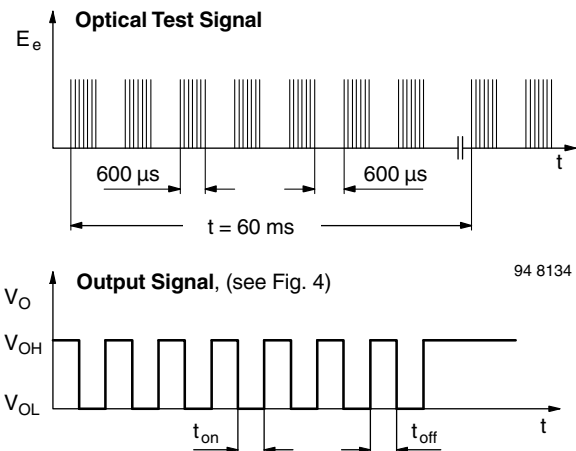 Optical Test Signal
E e
t
600 µs
600 µs
t = 60 ms
94 8134
Output Signal, (see Fig. 4)
V O
V OH
V OL
t
t on
t off